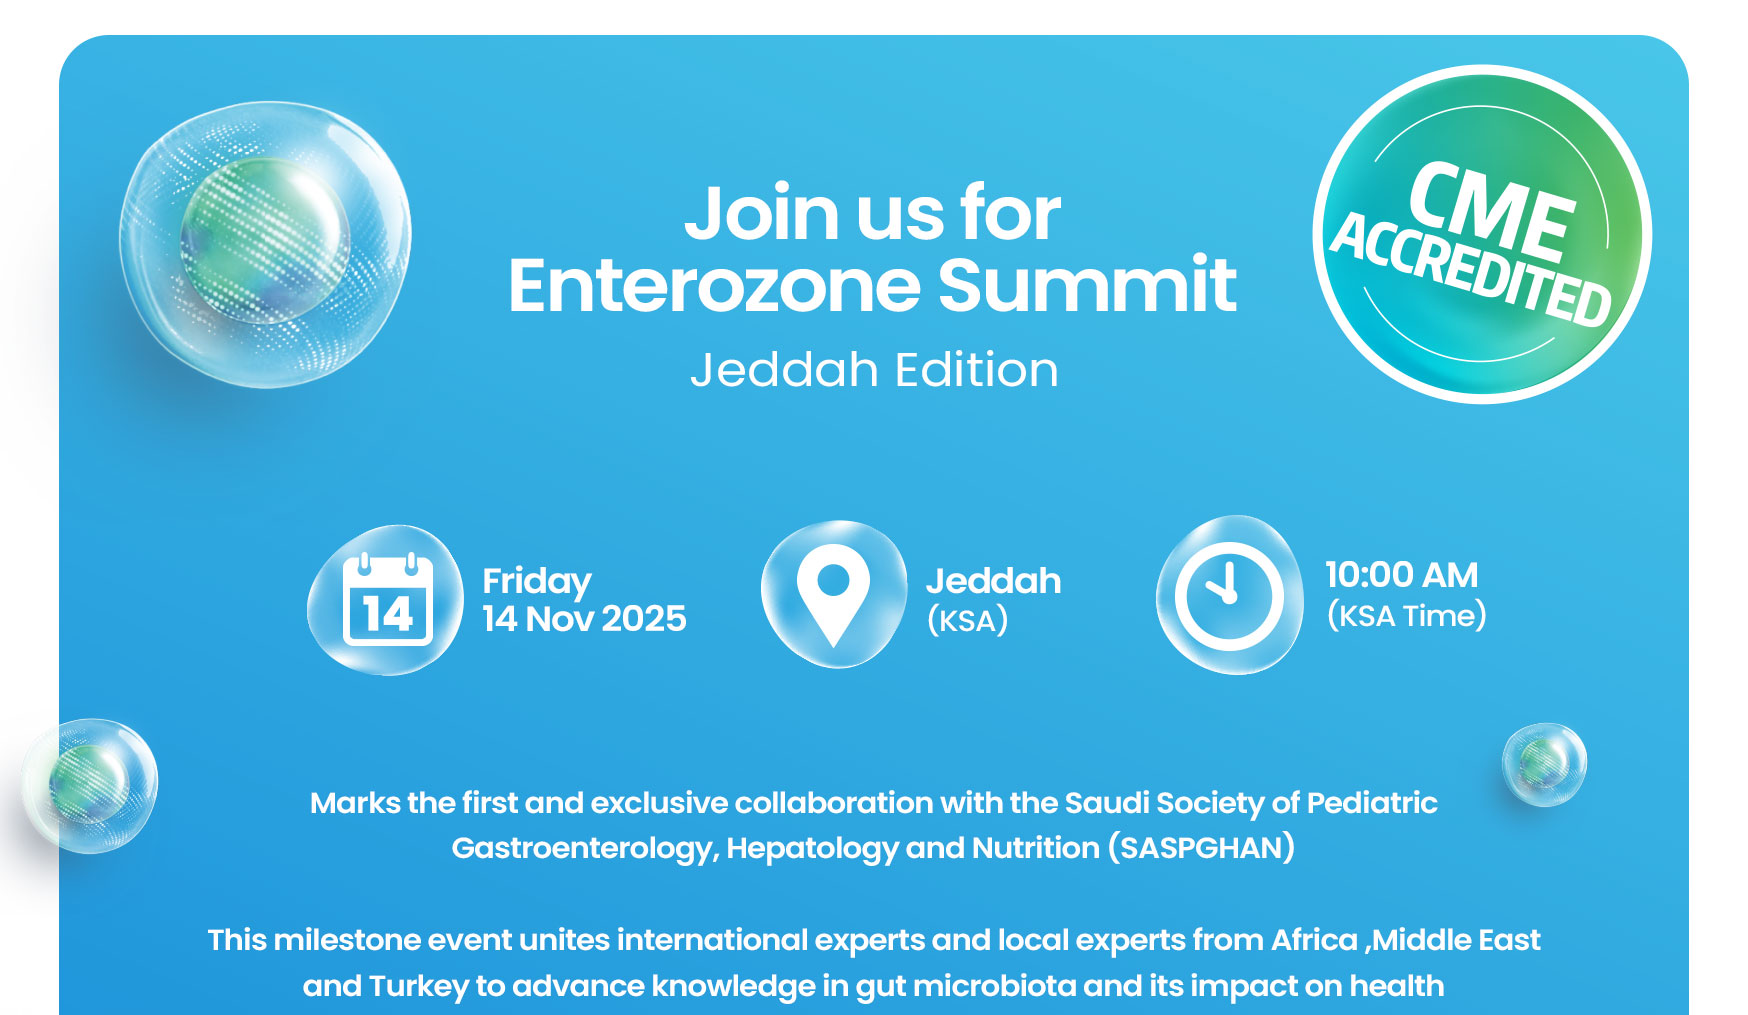 Join us for
Enterozone Summit
Jeddah Edition
CME
ACCREDITED
14
Friday
14 Nov 2025
Jeddah
(KSA)
10:00 AM
(KSA Time)
Marks the first and exclusive collaboration with the Saudi Society of Pediatric
Gastroenterology, Hepatology and Nutrition (SASPGHAN)
This milestone event unites international experts and local experts from Africa ,Middle East
and Turkey to advance knowledge in gut microbiota and its impact on health